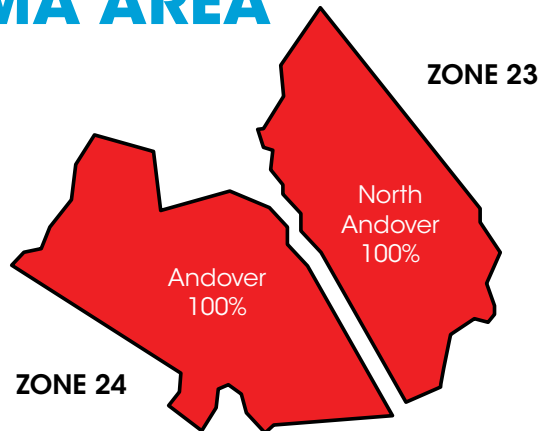 MA AREA
ZONE 23
North
Andover
100%
Andover
100%
ZONE 24